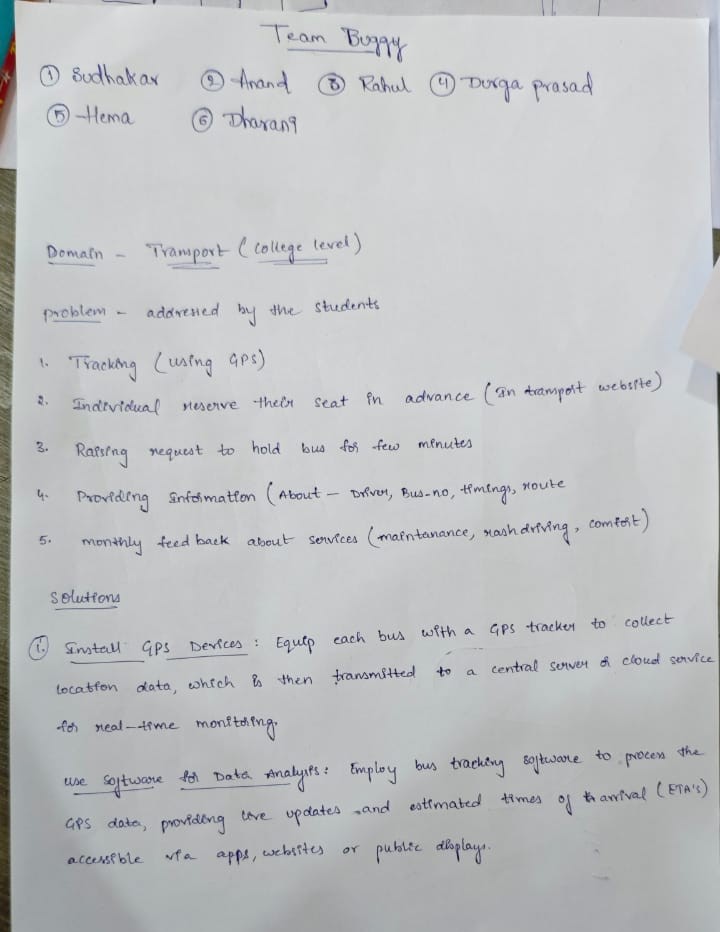 Team Buggy
① Sudhakar ② Anand ③ Rahul ④ Durga prasad
⑤ Hema ⑥ Dharani
Domain - Transport (college level)
problem - addressed by the students
1. Tracking (using GPS)
2. Individual reserve their seat in advance (In transport website)
3. Raising request to hold bus for few minutes
4. Providing Information (About - Driver, Bus-no, timings, route
5. monthly feed back about services (maintanance, rash driving, comfort)
Solutions
① Install GPS Devices : Equip each bus with a GPS tracker to collect
location data, which is then transmitted to a central server or cloud service
for real-time monitoring.
use software for Data Analysis : Employ bus tracking software to process the
GPS data, providing live updates and estimated times of arrival (ETA's)
accessible via apps, websites or public displays.